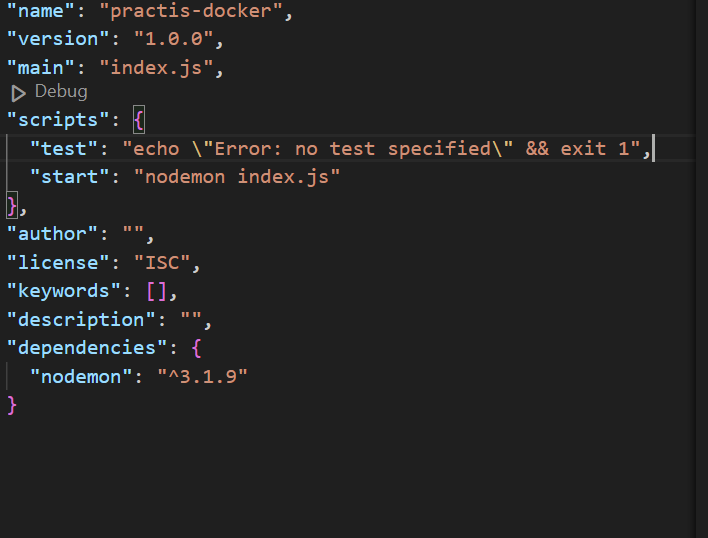 "name": "practis-docker",
"version": "1.0.0",
"main": "index.js",
Debug
"scripts": {
"test": "echo \"Error: no test specified\" && exit 1",
"start": "nodemon index.js"
},
"author": "",
"license": "ISC",
"keywords": [],
"description": "",
"dependencies": {
"nodemon": "^3.1.9"
}